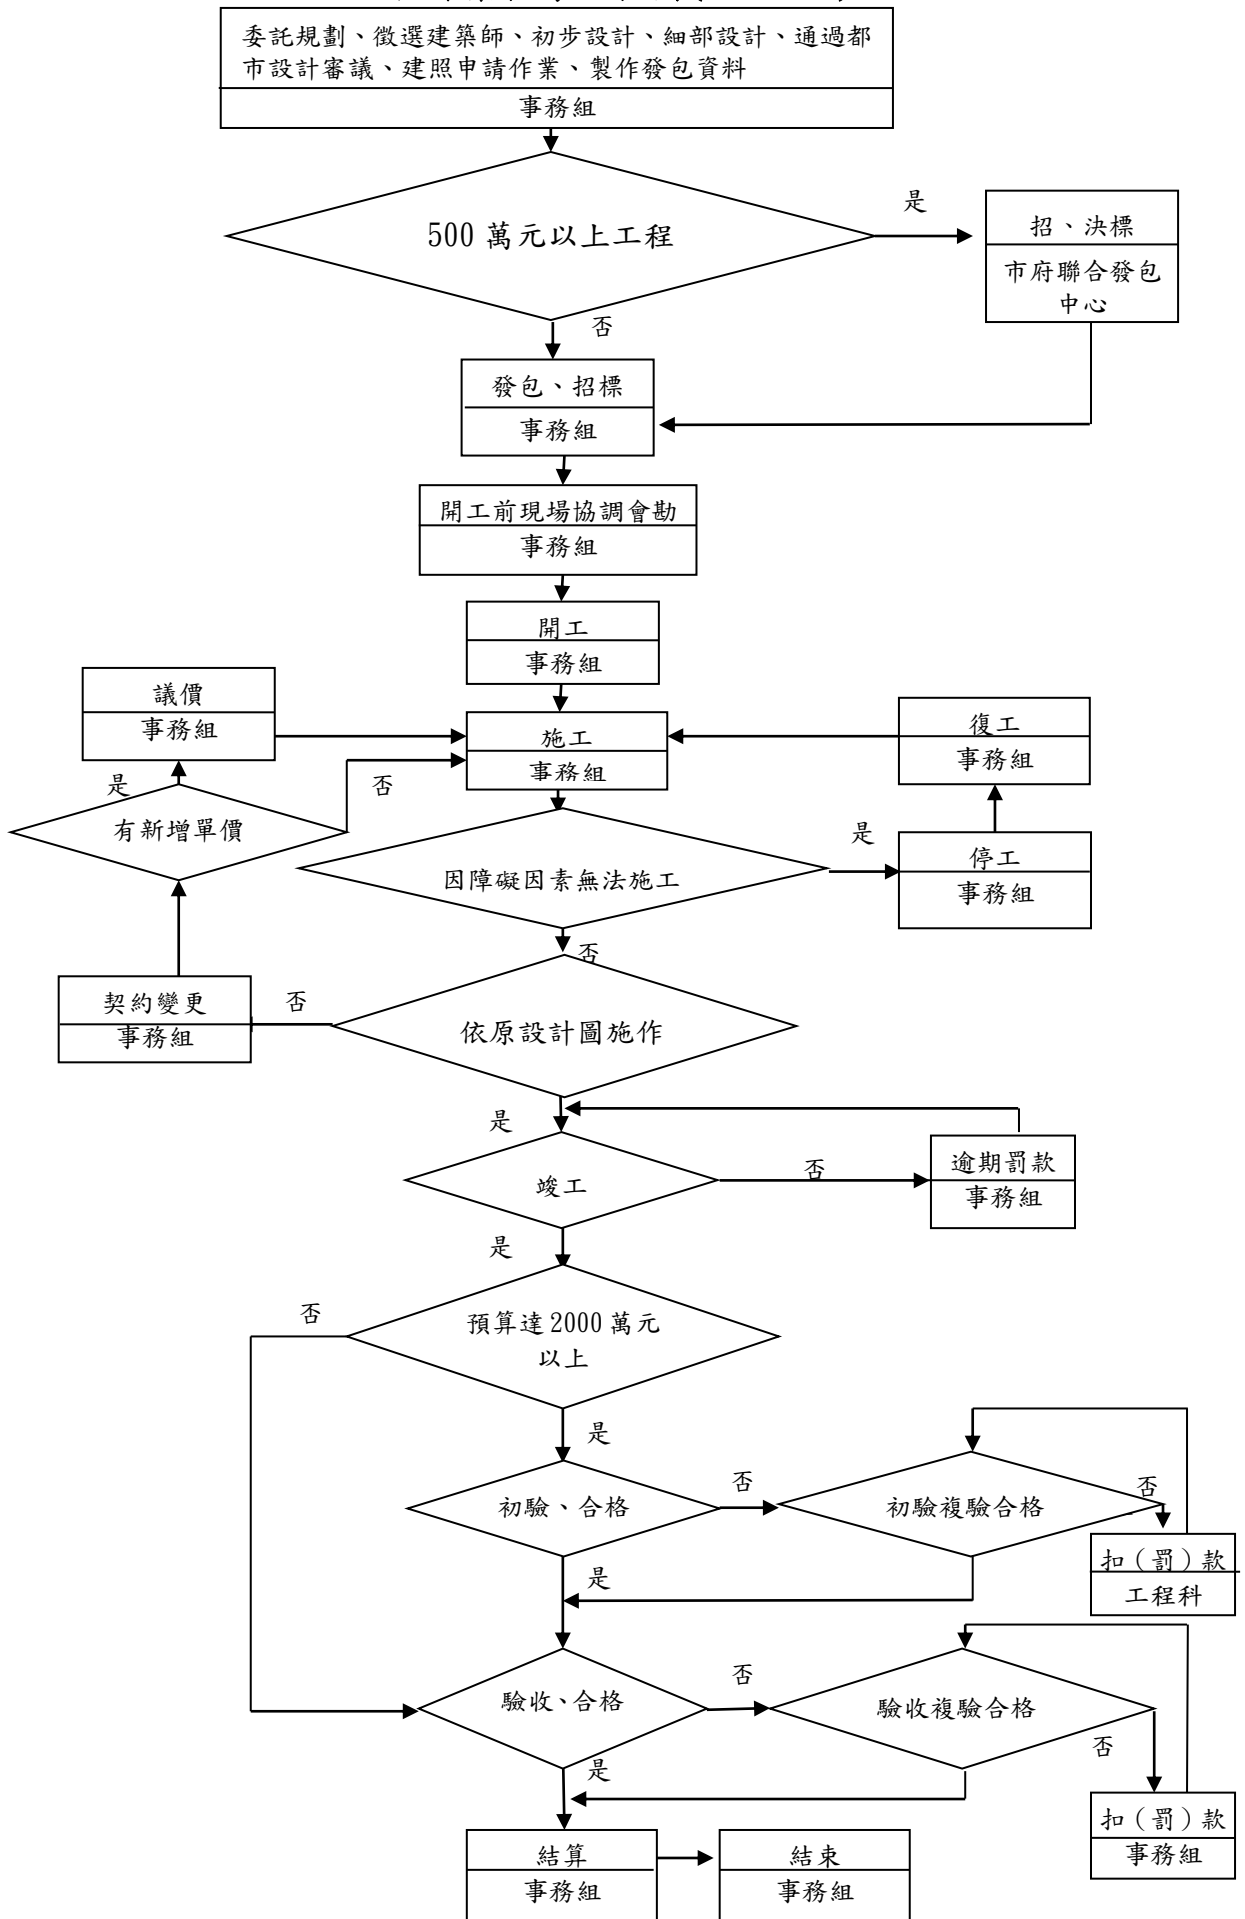 委託規劃、徵選建築師、初步設計、細部設計、通過都
市設計審議、建照申請作業、製作發包資料
事務組
500 萬元以上工程
是
招、決標
市府聯合發包
中心
否
發包、招標
事務組
開工前現場協調會勘
事務組
開工
事務組
議價
事務組
施工
事務組
復工
事務組
是
否
有新增單價
因障礙因素無法施工
是
停工
事務組
否
契約變更
事務組
否
依原設計圖施作
是
竣工
否
逾期罰款
事務組
是
否
預算達 2000 萬元
以上
是
初驗、合格
否
初驗複驗合格
否
扣（罰）款
工程科
是
驗收、合格
否
驗收複驗合格
否
扣（罰）款
事務組
是
結算
事務組
結束
事務組